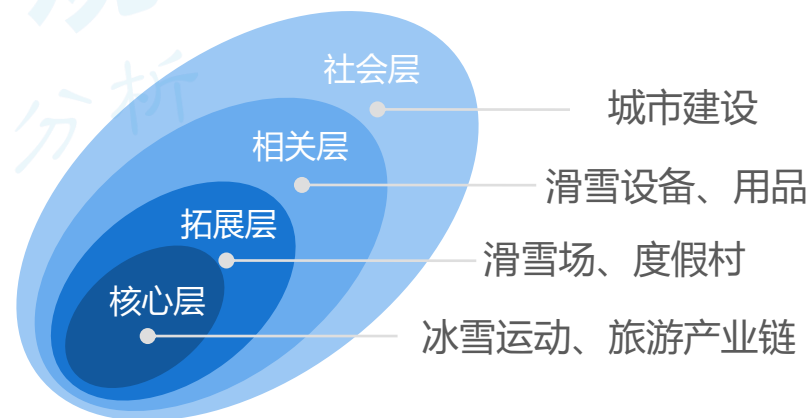 社会层
城市建设
相关层
滑雪设备、用品
拓展层
滑雪场、度假村
核心层
冰雪运动、旅游产业链
分析